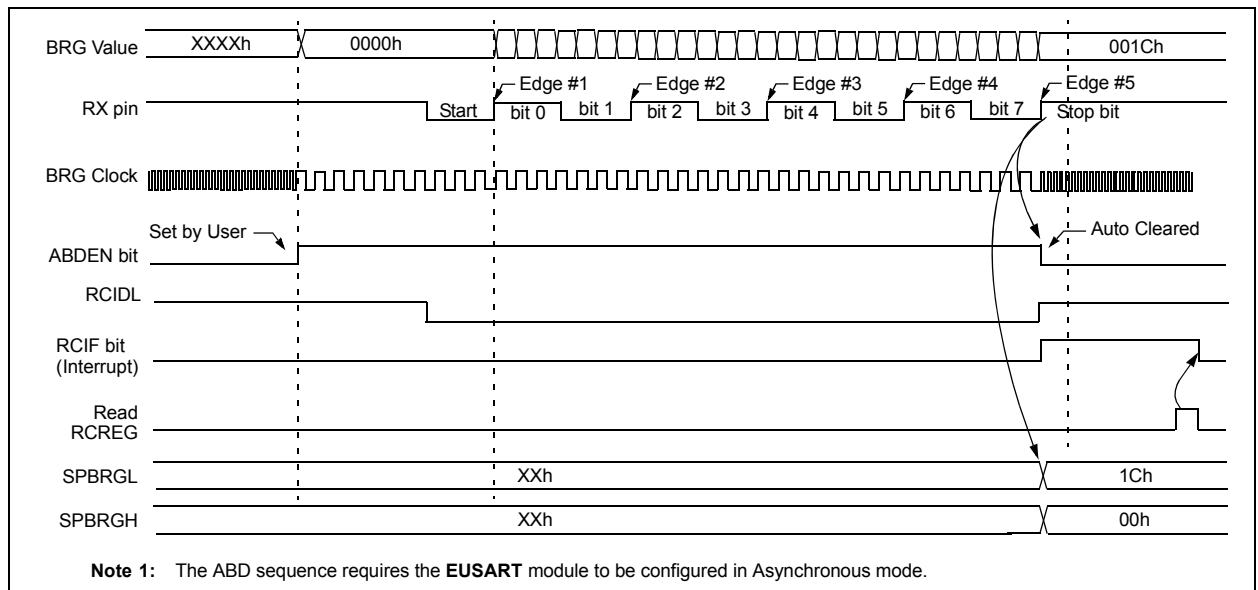 BRG Value XXXXh 0000h 001Ch
Edge #1 Edge #2 Edge #3 Edge #4 Edge #5
RX pin Start bit 0 bit 1 bit 2 bit 3 bit 4 bit 5 bit 6 bit 7 Stop bit
BRG Clock
Set by User Auto Cleared
ABDEN bit
RCIDL
RCIF bit
(Interrupt)
Read
RCREG
SPBRGL XXh 1Ch
SPBRGH XXh 00h
Note 1: The ABD sequence requires the EUSART module to be configured in Asynchronous mode.